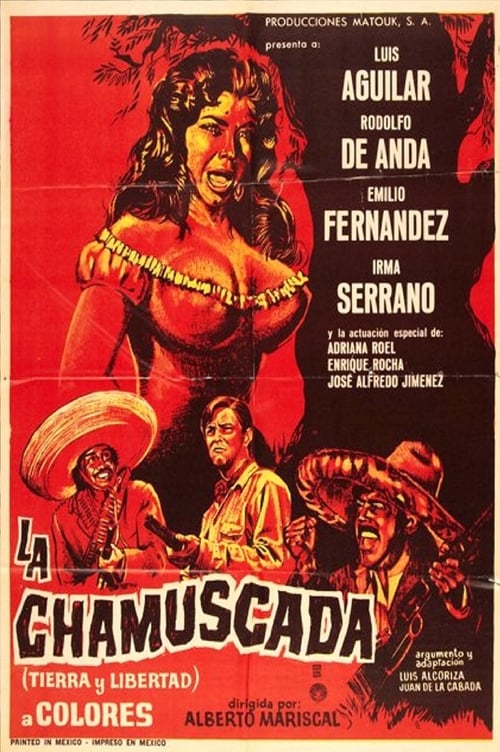 PRODUCCIONES MATOUK, S. A.
presenta a:
LUIS
AGUILAR
RODOLFO
DE ANDA
EMILIO
FERNANDEZ
IRMA
SERRANO
y la actuación especial de:
ADRIANA ROEL
ENRIQUE ROCHA
JOSÉ ALFREDO JIMENEZ
LA
CHAMUSCADA
(TIERRA y LIBERTAD)
a COLORES
dirigida por:
ALBERTO MARISCAL
argumento y
adaptación
LUIS ALCORIZA
JUAN DE LA CABADA
PRINTED IN MEXICO - IMPRESO EN MEXICO